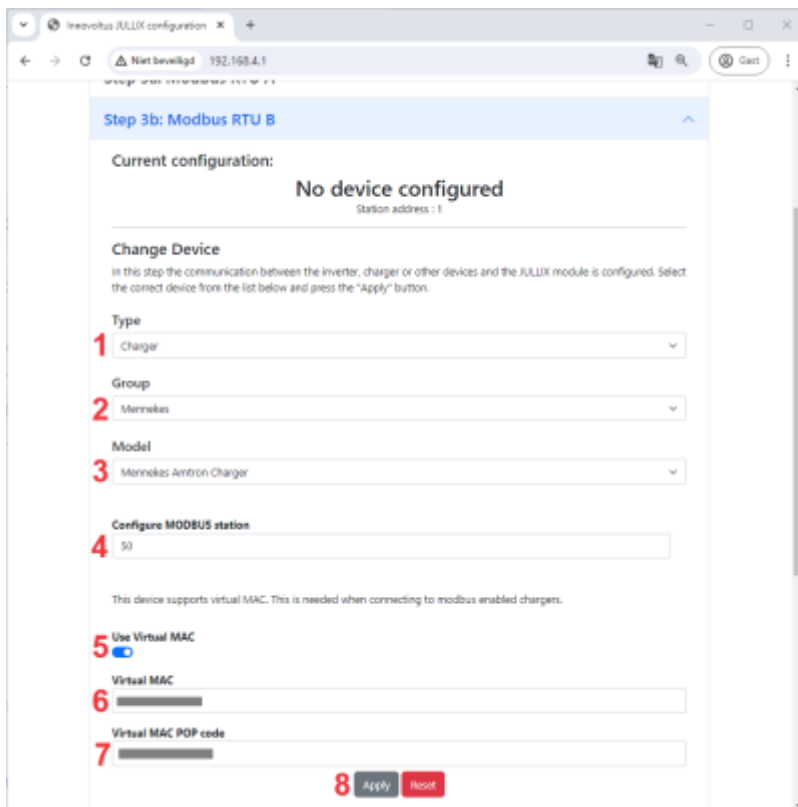 Innovoltus JULLIX configuration
Niet beveiligd 192.168.4.1
Gast
Step 3a: Modbus RTU A
Step 3b: Modbus RTU B
Current configuration:
No device configured
Station address : 1
Change Device
In this step the communication between the inverter, charger or other devices and the JULLIX module is configured. Select
the correct device from the list below and press the "Apply" button.
Type
1 Charger
Group
2 Mennekes
Model
3 Mennekes Amtron Charger
Configure MODBUS station
4 50
This device supports virtual MAC. This is needed when connecting to modbus enabled chargers.
Use Virtual MAC
5
Virtual MAC
6
Virtual MAC POP code
7
8 Apply Reset